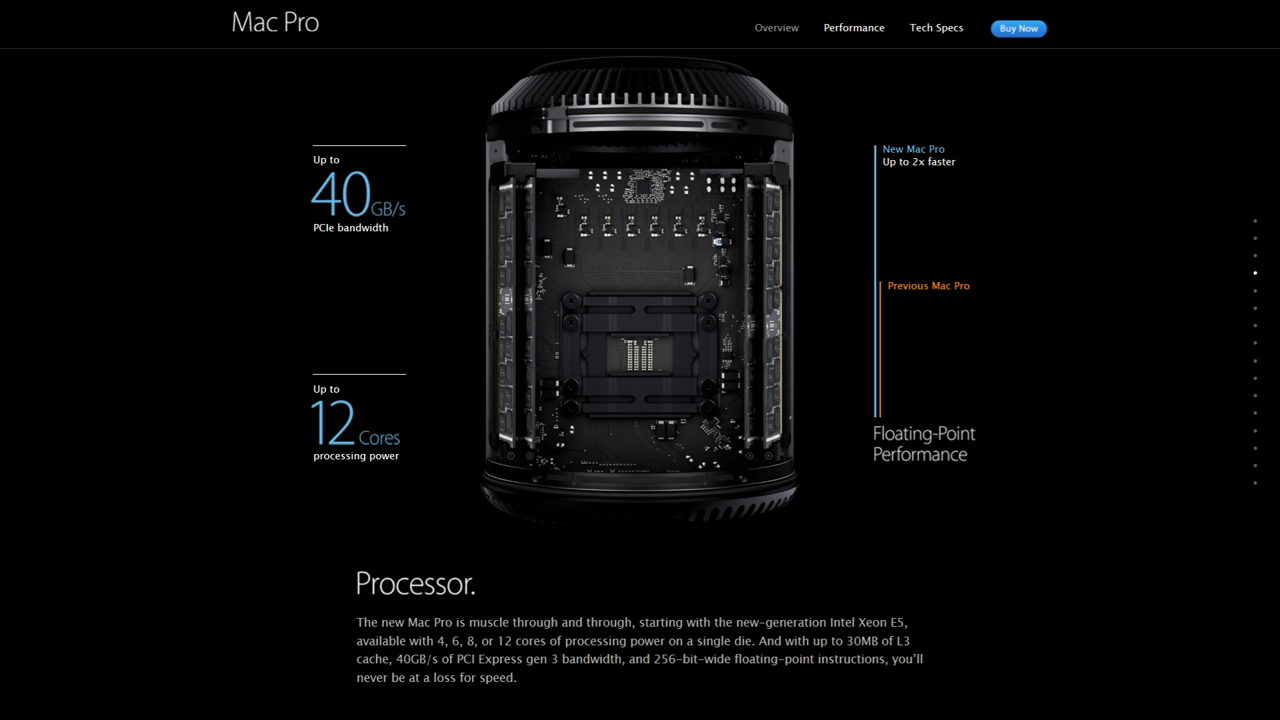 Mac Pro
Overview
Performance
Tech Specs
Buy Now
Up to
40GB/s
PCIe bandwidth
New Mac Pro
Up to 2x faster
Previous Mac Pro
Up to
12 Cores
processing power
Floating-Point
Performance
Processor.
The new Mac Pro is muscle through and through, starting with the new-generation Intel Xeon E5,
available with 4, 6, 8, or 12 cores of processing power on a single die. And with up to 30MB of L3
cache, 40GB/s of PCI Express gen 3 bandwidth, and 256-bit-wide floating-point instructions, you’ll
never be at a loss for speed.